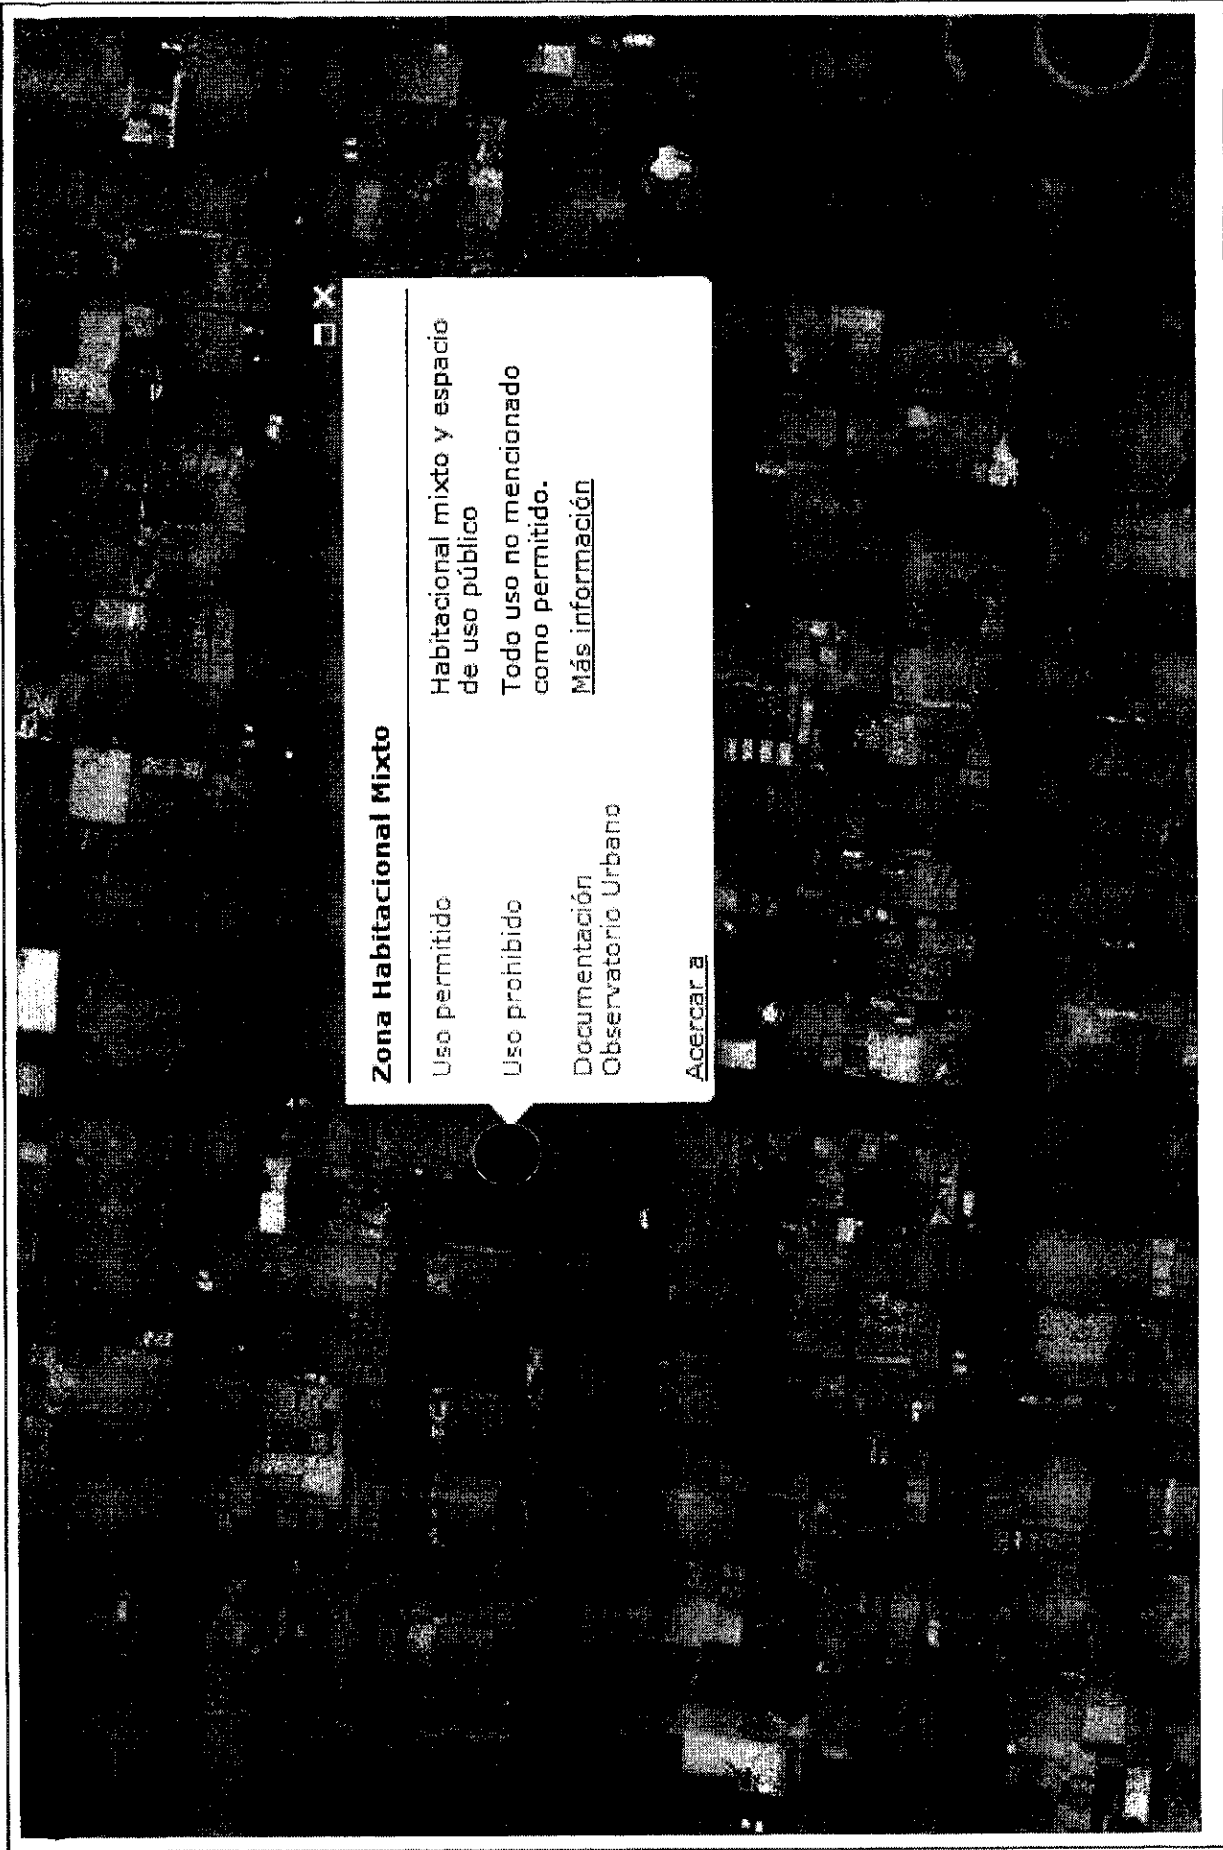 Zona Habitacional Mixto
Uso permitido
Habitacional mixto y espacio
de uso público
Uso prohibido
Todo uso no mencionado
como permitido.
Documentación
Observatorio Urbano
Más información
Acercar a